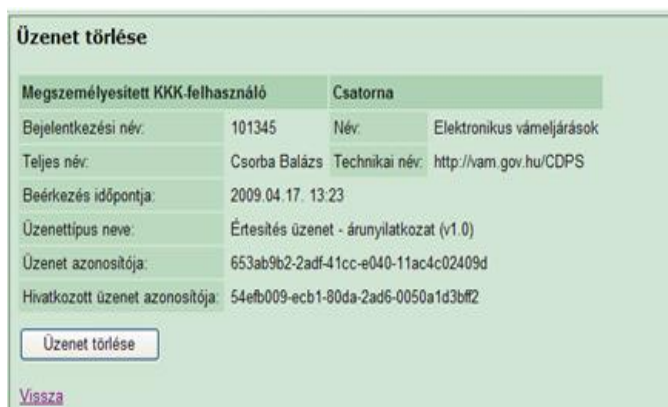 Üzenet törlése
Megszemélyesített KKK-felhasználó Csatorna
Bejelentkezési név: 101345 Név: Elektronikus vámeljárások
Teljes név: Csorba Balázs Technikai név: http://vam.gov.hu/CDPS
Beérkezés időpontja: 2009.04.17. 13:23
Üzenettípus neve: Értesítés üzenet - árunyilatkozat (v1.0)
Üzenet azonosítója: 653ab9b2-2adf-41cc-e040-11ac4c02409d
Hivatkozott üzenet azonosítója: 54efb009-ecb1-80da-2ad6-0050a1d3bff2
Üzenet törlése
Vissza